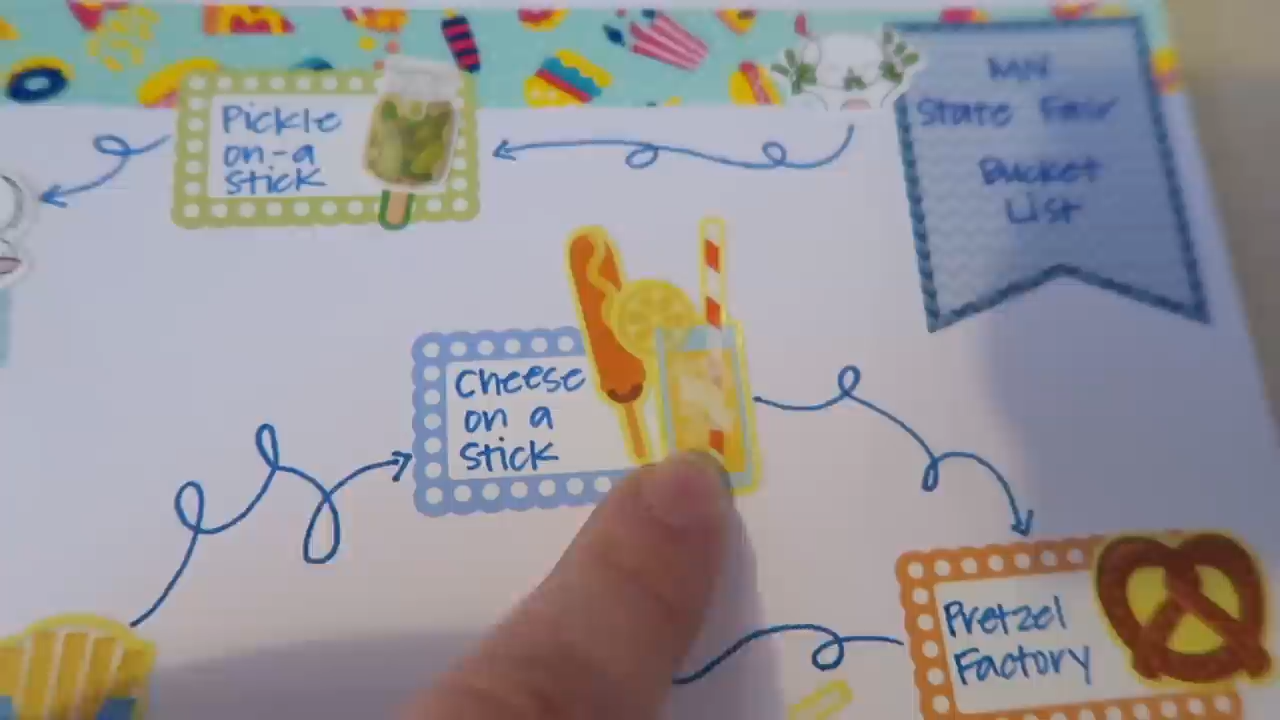 MN
State Fair
Bucket
List
Pickle
on-a
stick
Cheese
on a
stick
Pretzel
Factory